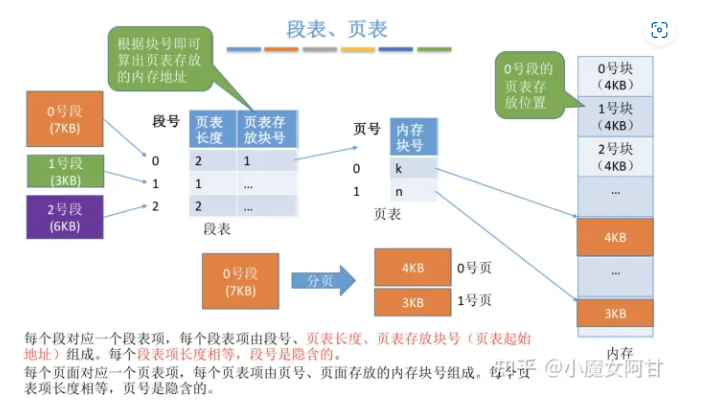 段表、页表
根据块号即可
算出页表存放
的内存地址
0号段的
页表存
放位置
0号块
（4KB）
1号块
（4KB）
2号块
（4KB）
...
4KB
...
3KB
内存
0号段
(7KB)
1号段
(3KB)
2号段
(6KB)
段号 页表长度 页表存放块号
0 2 1
1 1 ...
2 2 ...
段表
页号 内存块号
0 k
1 n
页表
0号段
(7KB)
分页
4KB 0号页
3KB 1号页
每个段对应一个段表项，每个段表项由段号、页表长度、页表存放块号（页表起始
地址）组成。每个段表项长度相等，段号是隐含的。
每个页面对应一个页表项，每个页表项由页号、页面存放的内存块号组成。每个页
表项长度相等，页号是隐含的。
知乎 @小魔女阿甘